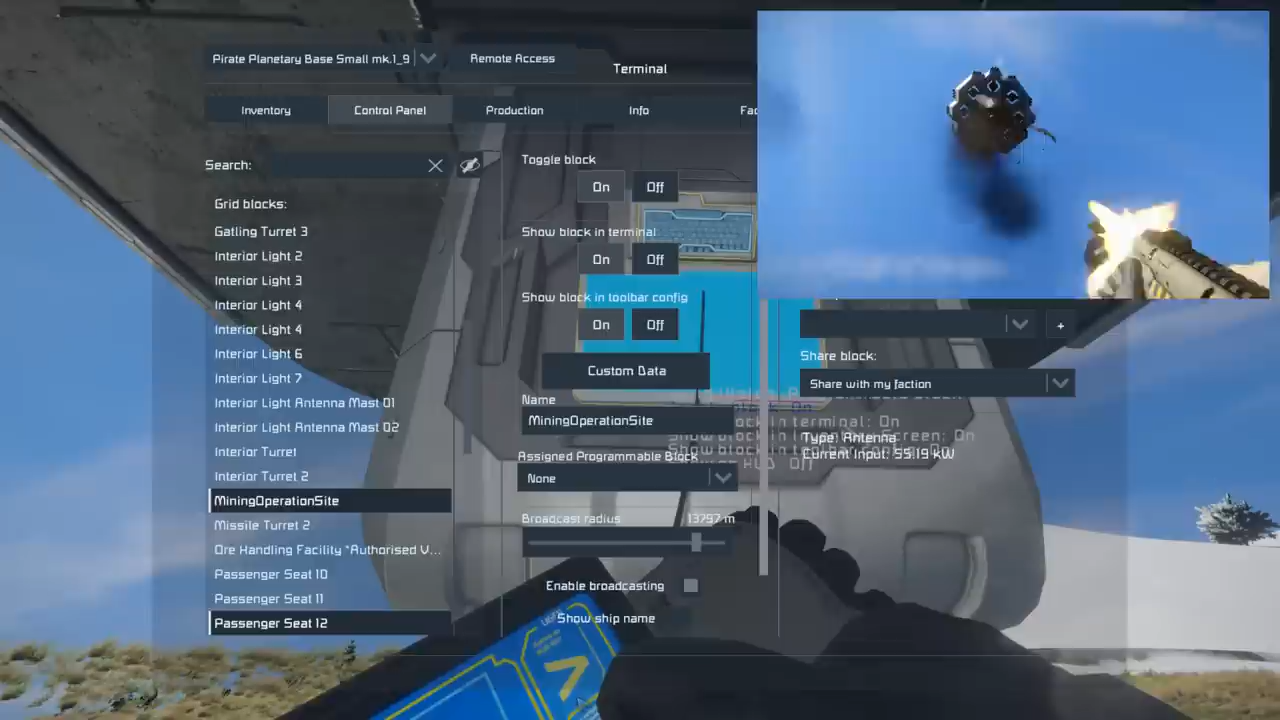 Pirate Planetary Base Small mk.1_9
Remote Access
Terminal
Inventory
Control Panel
Production
Info
Fac
Search:
Grid blocks:
Gatling Turret 3
Interior Light 2
Interior Light 3
Interior Light 4
Interior Light 4
Interior Light 6
Interior Light 7
Interior Light Antenna Mast 01
Interior Light Antenna Mast 02
Interior Turret
Interior Turret 2
MiningOperationSite
Missile Turret 2
Ore Handling Facility "Authorised V...
Passenger Seat 10
Passenger Seat 11
Passenger Seat 12
Toggle block
On Off
Show block in terminal
On Off
Show block in toolbar config
On Off
Custom Data
Name
MiningOperationSite
Assigned Programmable Block
None
Broadcast radius 13797 m
Enable broadcasting
Show ship name
+
Share block:
Share with my faction
Type: Antenna
Current Input: 55.19 kW